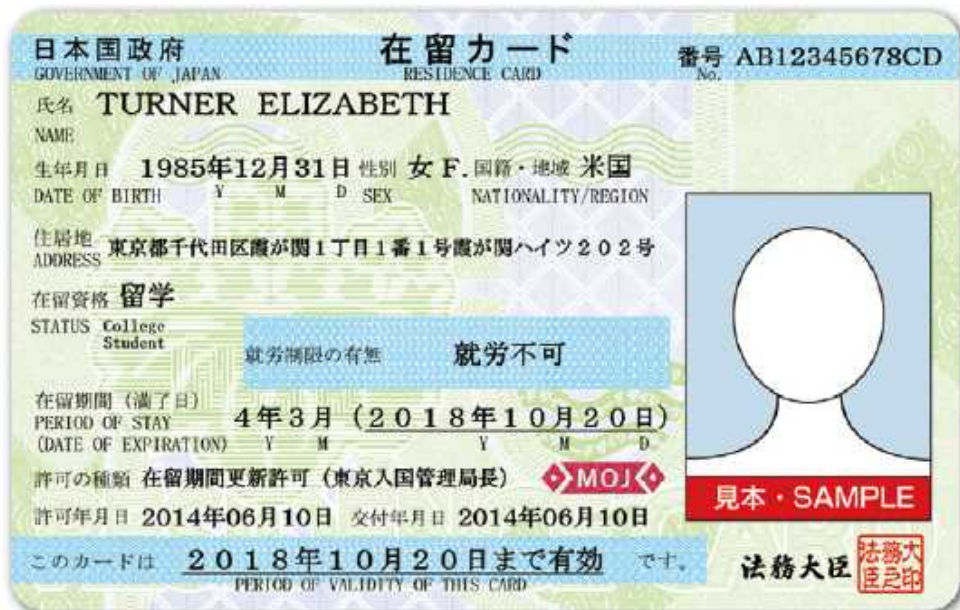 日本国政府 在留カード 番号 AB12345678CD
GOVERNMENT OF JAPAN RESIDENCE CARD No.
氏名 TURNER ELIZABETH
NAME
生年月日 1985年12月31日 性別 女 F. 国籍・地域 米国
DATE OF BIRTH Y M D SEX NATIONALITY/REGION
住居地 東京都千代田区霞が関1丁目1番1号霞が関ハイツ202号
ADDRESS
在留資格 留学
STATUS College
Student
就労制限の有無 就労不可
在留期間(満了日)
PERIOD OF STAY 4年3月(2018年10月20日)
(DATE OF EXPIRATION) Y M Y M D
許可の種類 在留期間更新許可(東京入国管理局長) MOJ
見本・SAMPLE
許可年月日 2014年06月10日 交付年月日 2014年06月10日
このカードは 2018年10月20日まで有効 です。
PERIOD OF VALIDITY OF THIS CARD
法務大臣 法務大臣之印